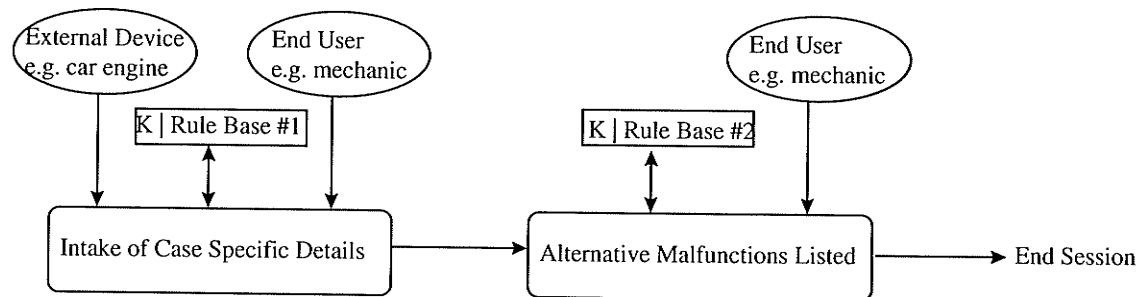 External Device
e.g. car engine
End User
e.g. mechanic
End User
e.g. mechanic
K | Rule Base #1
K | Rule Base #2
Intake of Case Specific Details
Alternative Malfunctions Listed
End Session